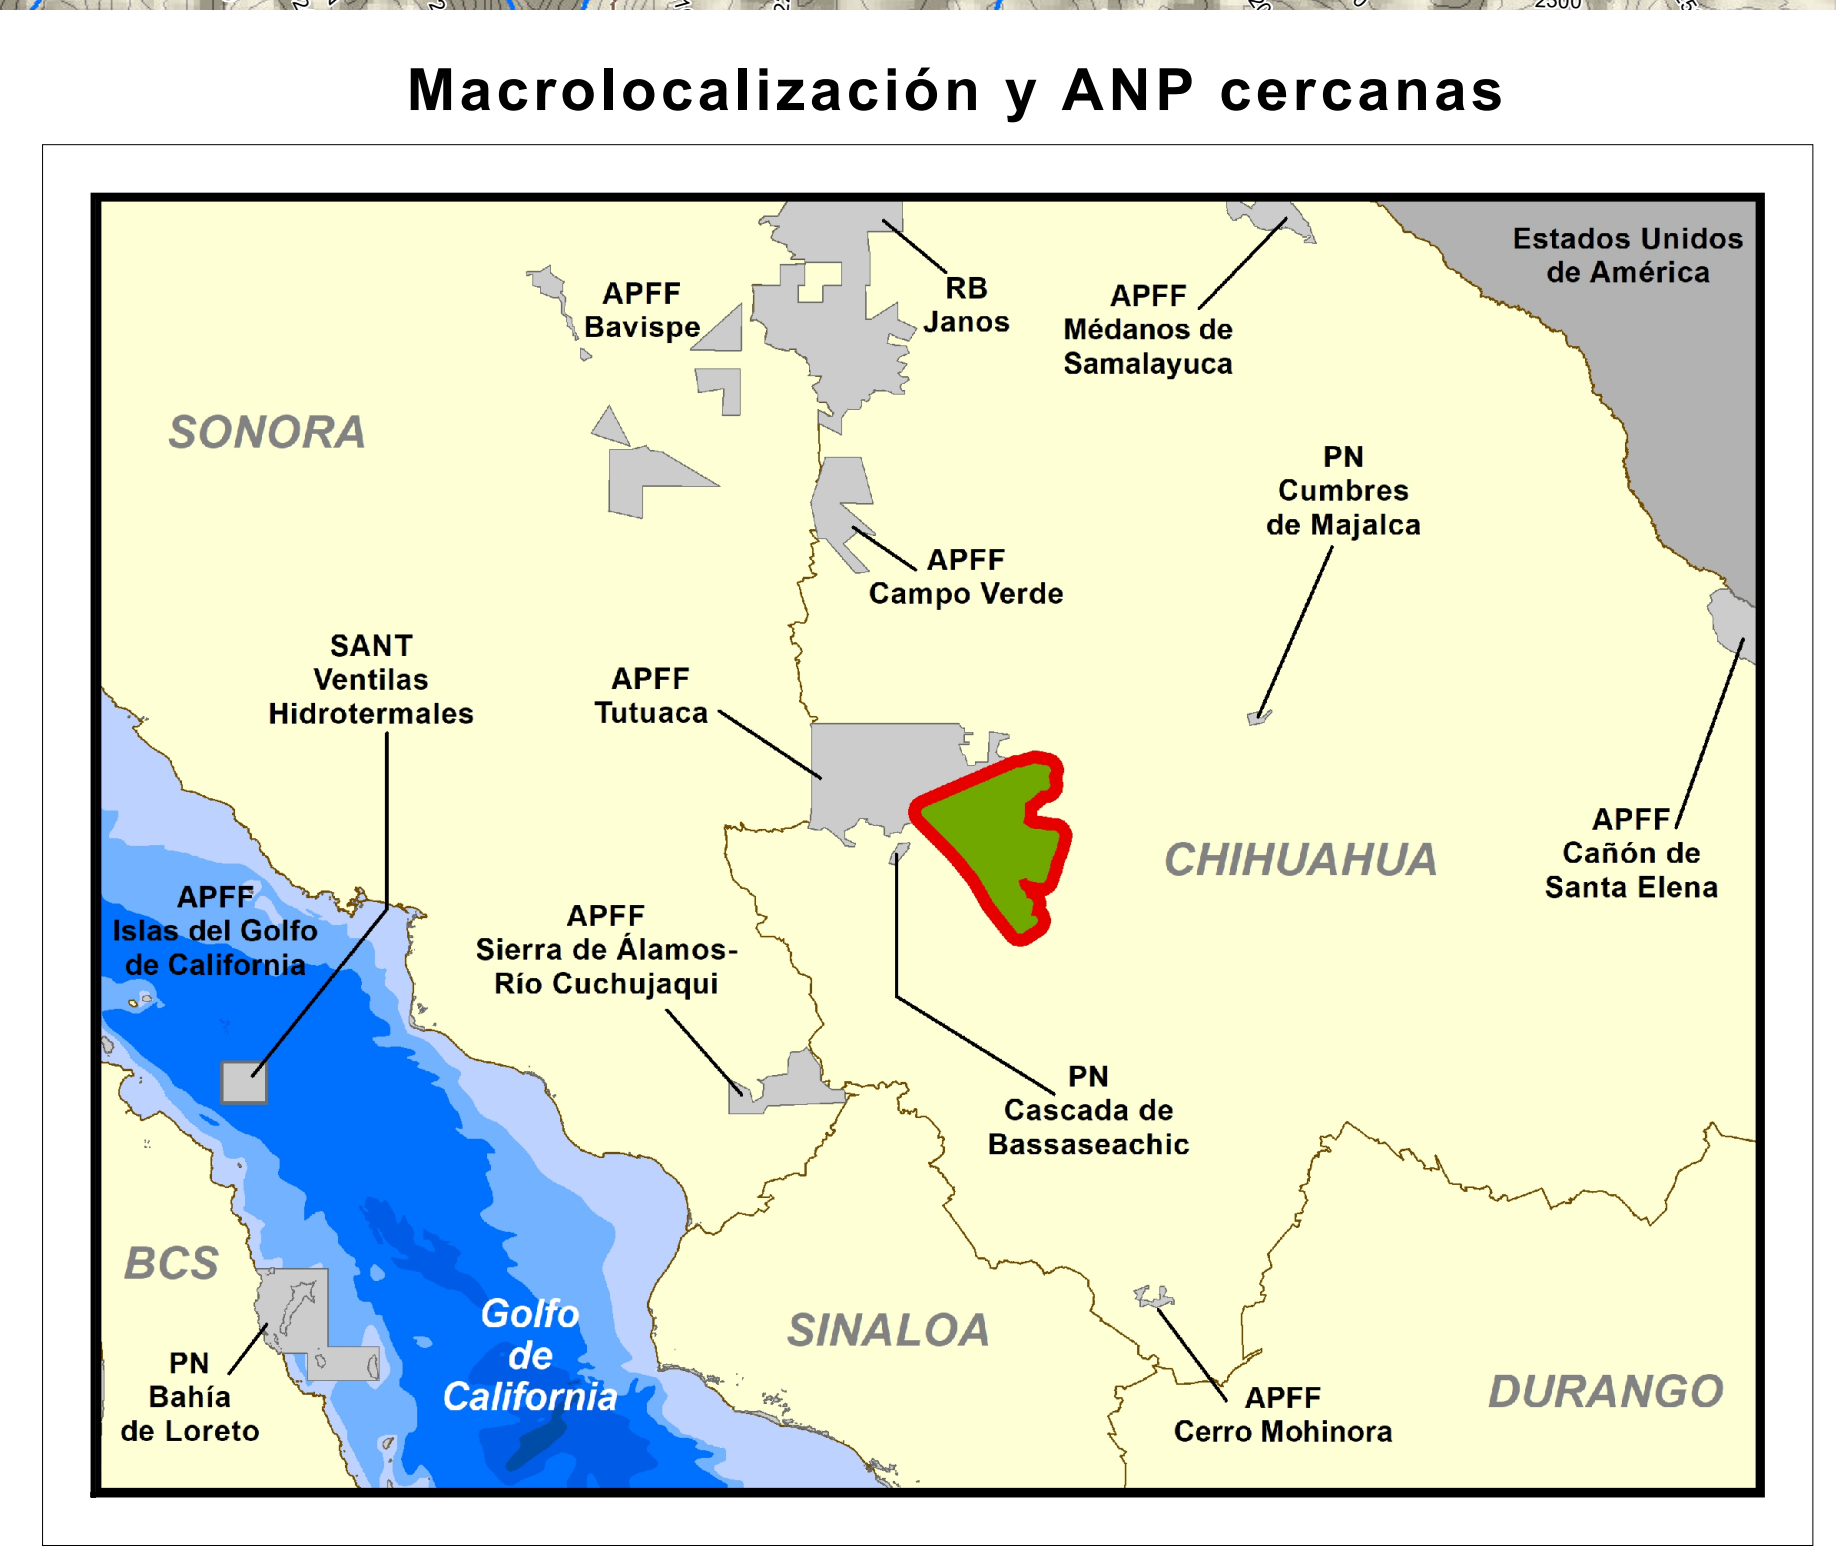 2500
Macrolocalización y ANP cercanas
Estados Unidos
de América
APFF
Bavispe
RB
Janos
APFF
Médanos de
Samalayuca
SONORA
PN
Cumbres
de Majalca
APFF
Campo Verde
SANT
Ventilas
Hidrotermales
APFF
Tutuaca
APFF
Cañón de
Santa Elena
CHIHUAHUA
APFF
Islas del Golfo
de California
APFF
Sierra de Álamos-
Río Cuchujaqui
PN
Cascada de
Bassaseachic
BCS
Golfo
de
California
SINALOA
PN
Bahía
de Loreto
APFF
Cerro Mohinora
DURANGO